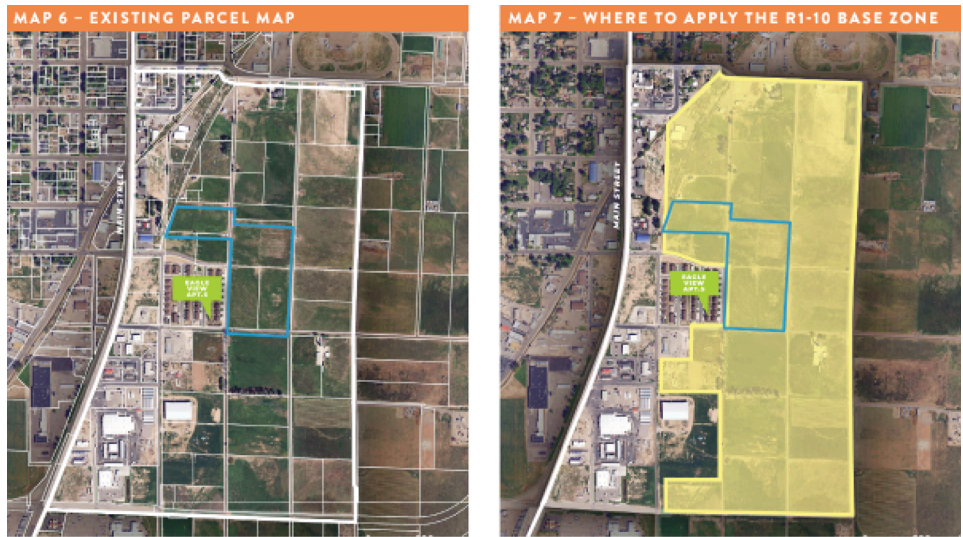 MAP 6 – EXISTING PARCEL MAP
MAIN STREET
EAGLE
VIEW
APT.S
MAP 7 – WHERE TO APPLY THE R1-10 BASE ZONE
MAIN STREET
EAGLE
VIEW
APT.S